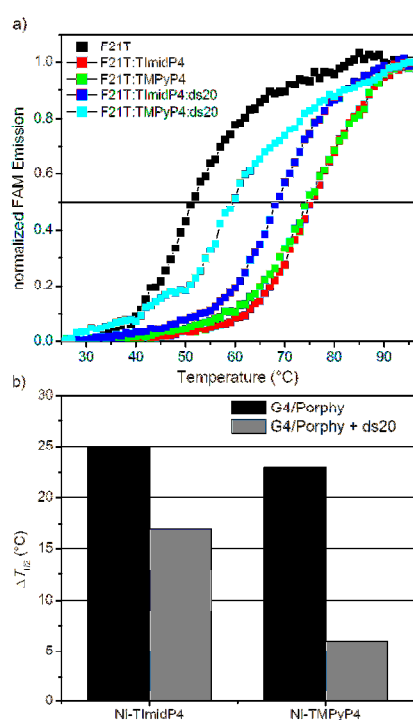 a)
F21T
F21T:TImidP4
F21T:TMPyP4
F21T:TImidP4:ds20
F21T:TMPyP4:ds20
normalized FAM Emission
1.0
0.8
0.6
0.4
0.2
0.0
30 40 50 60 70 80 90
Temperature (°C)
b)
G4/Porphy
G4/Porphy + ds20
ΔT1/2 (°C)
30
25
20
15
10
5
0
Ni-TImidP4 Ni-TMPyP4